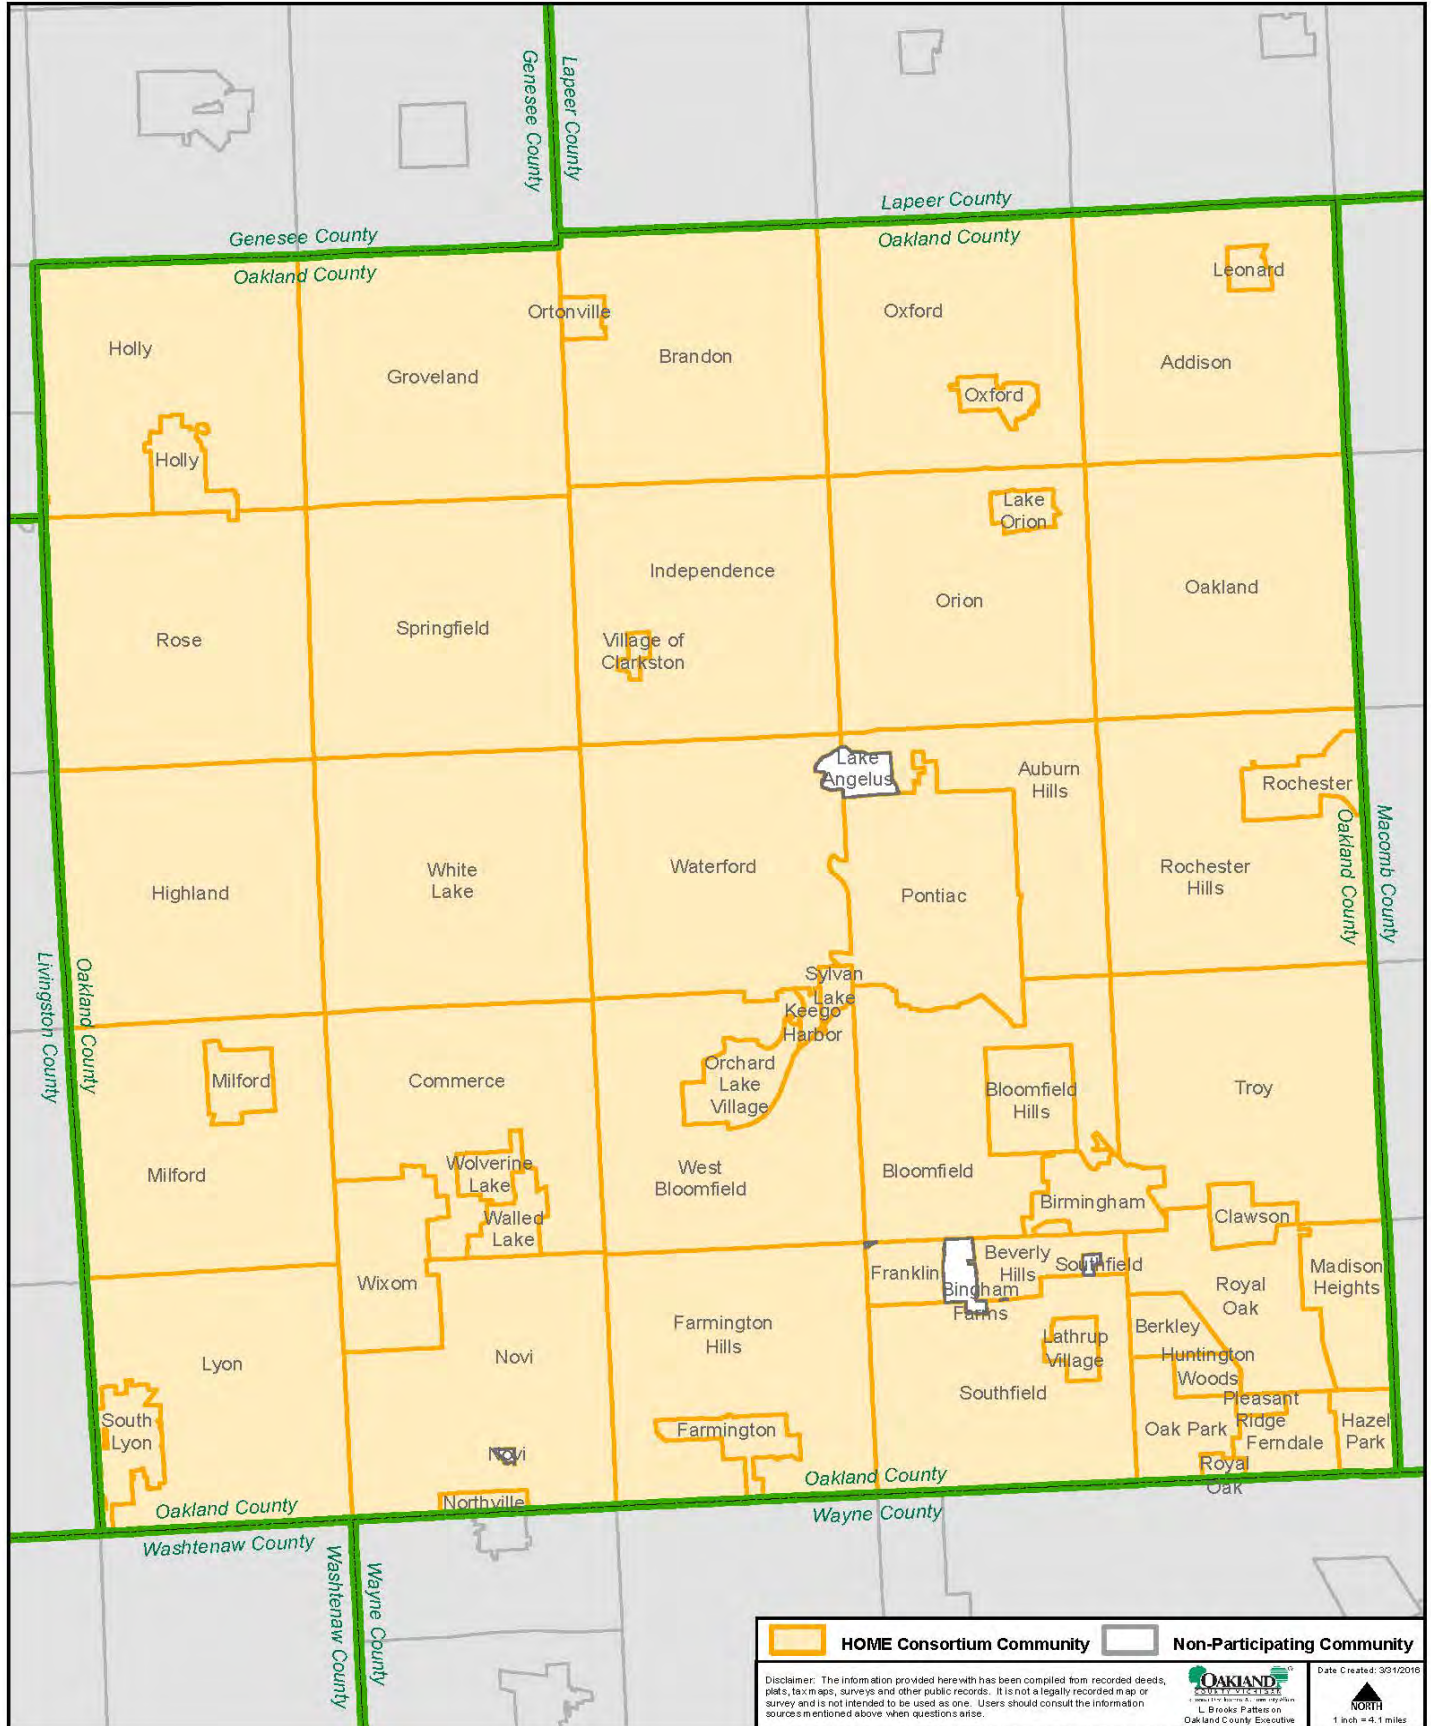 Genesee County
Lapeer County
Lapeer County
Genesee County
Oakland County
Oakland County
Leonard
Ortonville
Oxford
Holly
Brandon
Addison
Groveland
Oxford
Holly
Lake
Orion
Independence
Oakland
Orion
Springfield
Rose
Village of
Clarkston
Lake
Angelus
Auburn
Hills
Rochester
Macomb County
Oakland County
Waterford
White
Lake
Rochester
Hills
Highland
Pontiac
Livingston County
Oakland County
Sylvan
Lake
Keego
Harbor
Orchard
Lake
Village
Milford
Commerce
Bloomfield
Hills
Troy
Wolverine
Lake
West
Bloomfield
Bloomfield
Milford
Birmingham
Walled
Lake
Clawson
Beverly
Hills
Southfield
Franklin
Bingham
Farms
Wixom
Madison
Heights
Royal
Oak
Farmington
Hills
Berkley
Lathrup
Village
Huntington
Woods
Novi
Lyon
Southfield
Pleasant
Ridge
South
Lyon
Farmington
Oak Park
Ferndale
Hazel
Park
Novi
Royal
Oak
Northville
Oakland County
Oakland County
Wayne County
Washtenaw County
Washtenaw County
Wayne County
HOME Consortium Community
Non-Participating Community
Disclaimer: The information provided herewith has been compiled from recorded deeds,
plats, tax maps, surveys and other public records. It is not a legally recorded map or
survey and is not intended to be used as one. Users should consult the information
sources mentioned above when questions arise.
OAKLAND
COUNTY MICHIGAN
L. Brooks Patterson
Oakland County Executive
Date Created: 3/31/2016
NORTH
1 inch = 4.1 miles